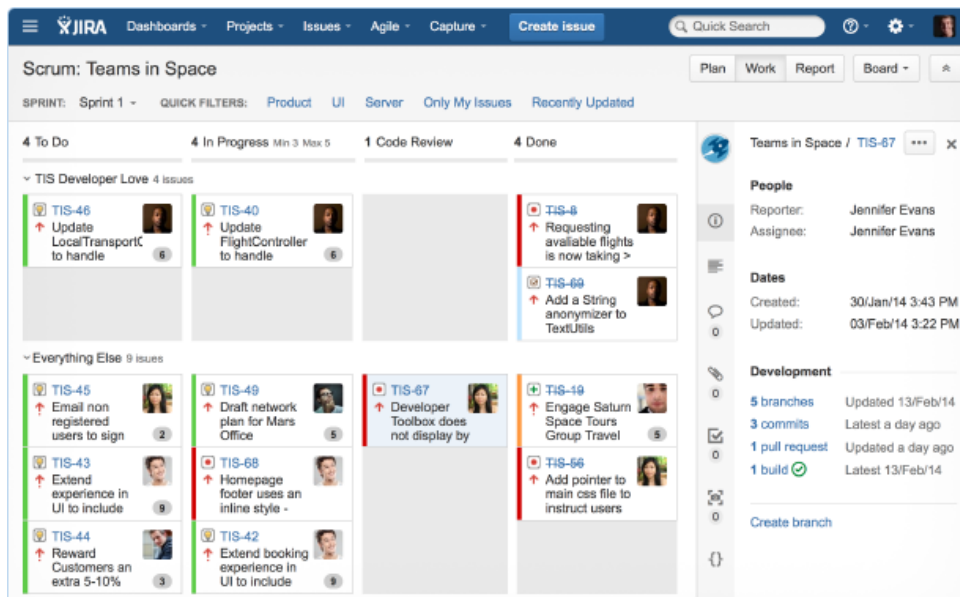 JIRA Dashboards Projects Issues Agile Capture Create issue Quick Search
Scrum: Teams in Space
Plan Work Report Board
SPRINT: Sprint 1 QUICK FILTERS: Product UI Server Only My Issues Recently Updated
4 To Do
4 In Progress Min 3 Max 5
1 Code Review
4 Done
TIS Developer Love 4 issues
TIS-46
Update
LocalTransportC
to handle
6
TIS-40
Update
FlightController
to handle
6
TIS-8
Requesting
avaliable flights
is now taking >
TIS-69
Add a String
anonymizer to
TextUtils
Everything Else 9 isues
TIS-45
Email non
registered
users to sign
2
TIS-43
Extend
experience in
UI to include
9
TIS-44
Reward
Customers an
extra 5-10%
3
TIS-49
Draft network
plan for Mars
Office
5
TIS-68
Homepage
footer uses an
inline style -
TIS-42
Extend booking
experience in
UI to include
9
TIS-67
Developer
Toolbox does
not display by
TIS-19
Engage Saturn
Space Tours
Group Travel
5
TIS-56
Add pointer to
main css file to
instruct users
0
0
0
0
{}
Teams in Space / TIS-67
People
Reporter: Jennifer Evans
Assignee: Jennifer Evans
Dates
Created: 30/Jan/14 3:43 PM
Updated: 03/Feb/14 3:22 PM
Development
5 branches Updated 13/Feb/14
3 commits Latest a day ago
1 pull request Updated a day ago
1 build Latest 13/Feb/14
Create branch